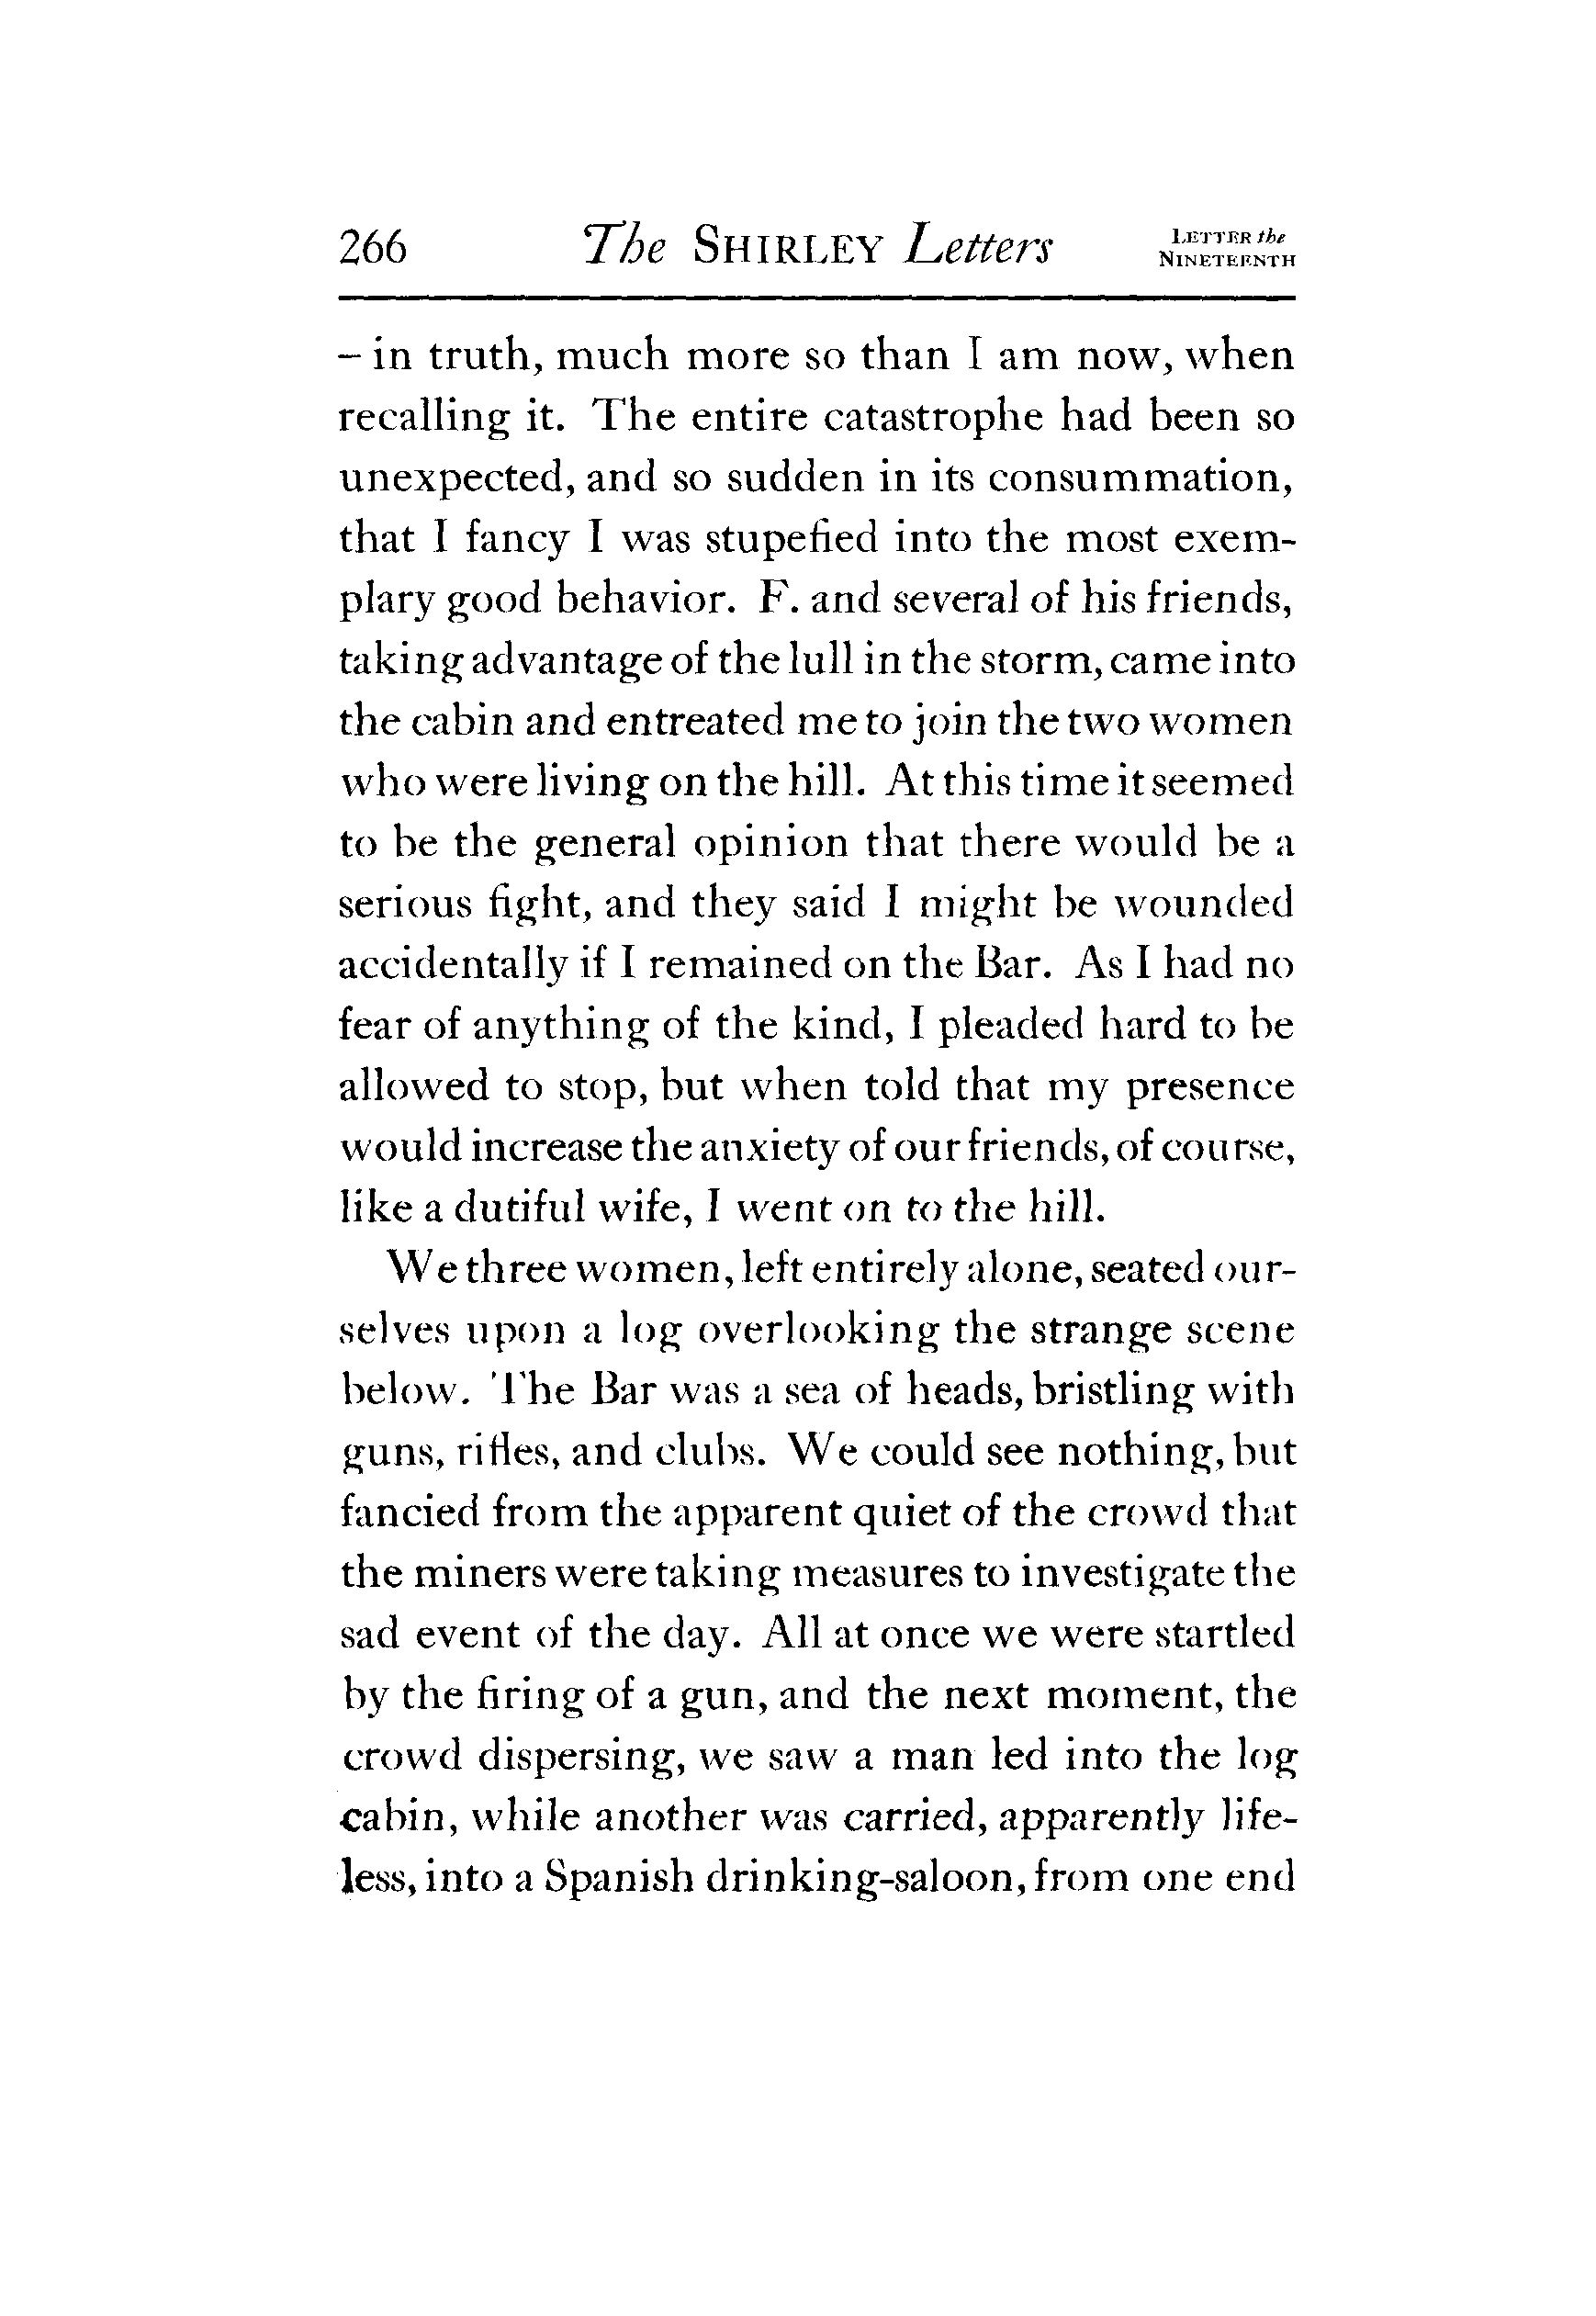 266 The SHIRLEY Letters LETTER the NINETEENTH
– in truth, much more so than I am now, when
recalling it. The entire catastrophe had been so
unexpected, and so sudden in its consummation,
that I fancy I was stupefied into the most exem-
plary good behavior. F. and several of his friends,
taking advantage of the lull in the storm, came into
the cabin and entreated me to join the two women
who were living on the hill. At this time it seemed
to be the general opinion that there would be a
serious fight, and they said I might be wounded
accidentally if I remained on the Bar. As I had no
fear of anything of the kind, I pleaded hard to be
allowed to stop, but when told that my presence
would increase the anxiety of our friends, of course,
like a dutiful wife, I went on to the hill.
We three women, left entirely alone, seated our-
selves upon a log overlooking the strange scene
below. The Bar was a sea of heads, bristling with
guns, rifles, and clubs. We could see nothing, but
fancied from the apparent quiet of the crowd that
the miners were taking measures to investigate the
sad event of the day. All at once we were startled
by the firing of a gun, and the next moment, the
crowd dispersing, we saw a man led into the log
cabin, while another was carried, apparently life-
less, into a Spanish drinking-saloon, from one end